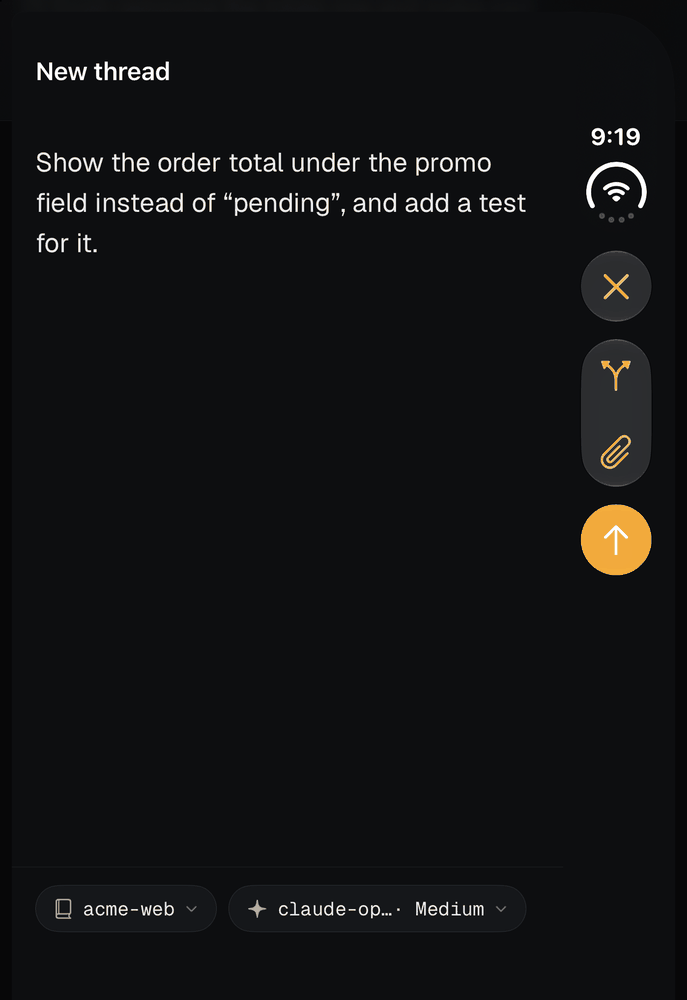 New thread
9:19
Show the order total under the promo
field instead of “pending”, and add a test
for it.
acme-web
claude-op…· Medium